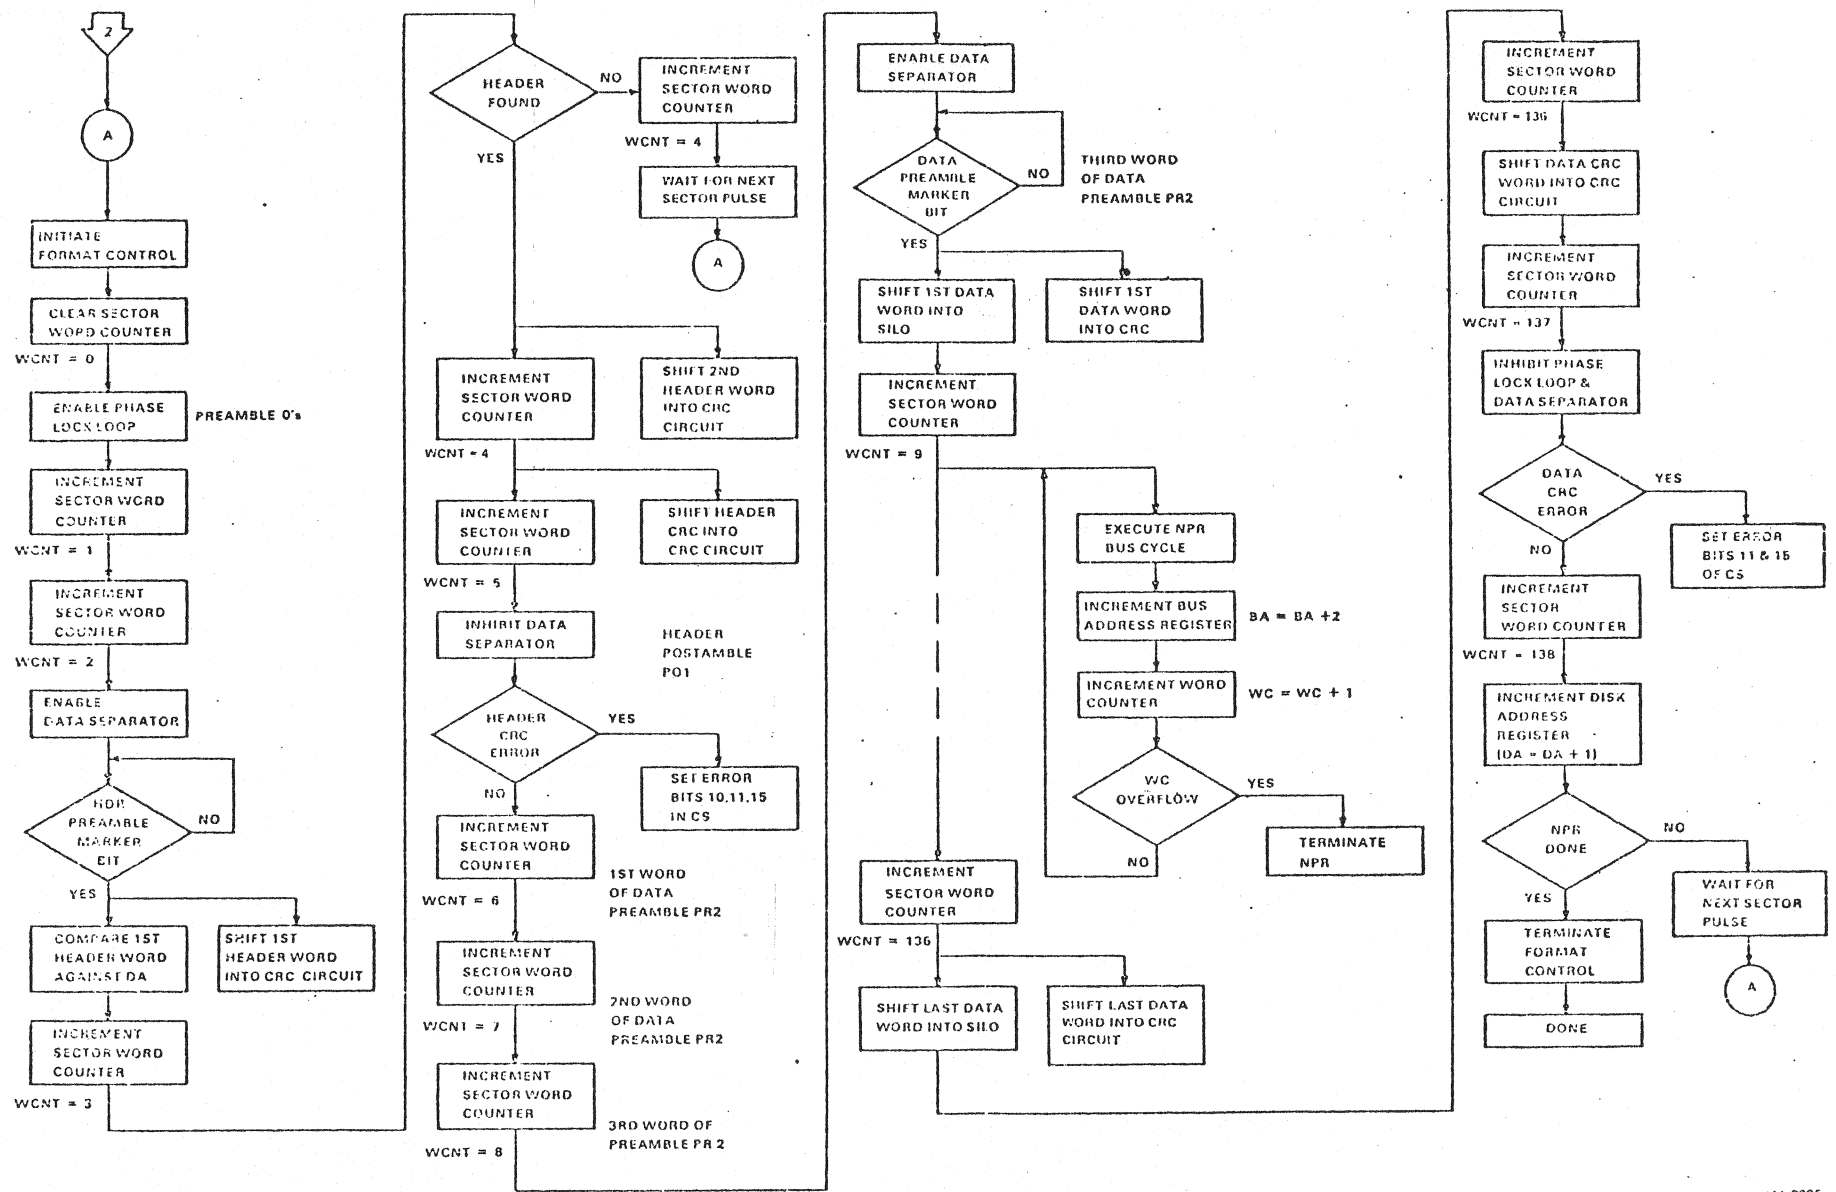 2
A
INITIATE
FORMAT CONTROL
CLEAR SECTOR
WORD COUNTER
WCNT = 0
ENABLE PHASE
LOCK LOOP
PREAMBLE 0's
INCREMENT
SECTOR WORD
COUNTER
WCNT = 1
INCREMENT
SECTOR WORD
COUNTER
WCNT = 2
ENABLE
DATA SEPARATOR
HDR
PREAMBLE
MARKER
BIT
NO
YES
COMPARE 1ST
HEADER WORD
AGAINST DA
SHIFT 1ST
HEADER WORD
INTO CRC CIRCUIT
INCREMENT
SECTOR WORD
COUNTER
WCNT = 3
HEADER
FOUND
NO
INCREMENT
SECTOR WORD
COUNTER
WCNT = 4
WAIT FOR NEXT
SECTOR PULSE
A
YES
INCREMENT
SECTOR WORD
COUNTER
SHIFT 2ND
HEADER WORD
INTO CRC
CIRCUIT
WCNT = 4
INCREMENT
SECTOR WORD
COUNTER
SHIFT HEADER
CRC INTO
CRC CIRCUIT
WCNT = 5
INHIBIT DATA
SEPARATOR
HEADER
POSTAMBLE
PO1
HEADER
CRC
ERROR
YES
SET ERROR
BITS 10,11,15
IN CS
NO
INCREMENT
SECTOR WORD
COUNTER
1ST WORD
OF DATA
PREAMBLE PR2
WCNT = 6
INCREMENT
SECTOR WORD
COUNTER
2ND WORD
OF DATA
PREAMBLE PR2
WCNT = 7
INCREMENT
SECTOR WORD
COUNTER
3RD WORD OF
PREAMBLE PR 2
WCNT = 8
ENABLE DATA
SEPARATOR
DATA
PREAMBLE
MARKER
BIT
NO
THIRD WORD
OF DATA
PREAMBLE PR2
YES
SHIFT 1ST DATA
WORD INTO
SILO
SHIFT 1ST
DATA WORD
INTO CRC
INCREMENT
SECTOR WORD
COUNTER
WCNT = 9
EXECUTE NPR
BUS CYCLE
INCREMENT BUS
ADDRESS REGISTER
BA = BA +2
INCREMENT WORD
COUNTER
WC = WC + 1
WC
OVERFLOW
YES
TERMINATE
NPR
NO
INCREMENT
SECTOR WORD
COUNTER
WCNT = 136
SHIFT LAST DATA
WORD INTO SILO
SHIFT LAST DATA
WORD INTO CRC
CIRCUIT
INCREMENT
SECTOR WORD
COUNTER
WCNT = 136
SHIFT DATA CRC
WORD INTO CRC
CIRCUIT
INCREMENT
SECTOR WORD
COUNTER
WCNT = 137
INHIBIT PHASE
LOCK LOOP &
DATA SEPARATOR
DATA
CRC
ERROR
YES
SET ERROR
BITS 11 & 15
OF CS
NO
INCREMENT
SECTOR
WORD COUNTER
WCNT = 138
INCREMENT DISK
ADDRESS
REGISTER
(DA = DA + 1)
NPR
DONE
NO
WAIT FOR
NEXT SECTOR
PULSE
A
YES
TERMINATE
FORMAT
CONTROL
DONE